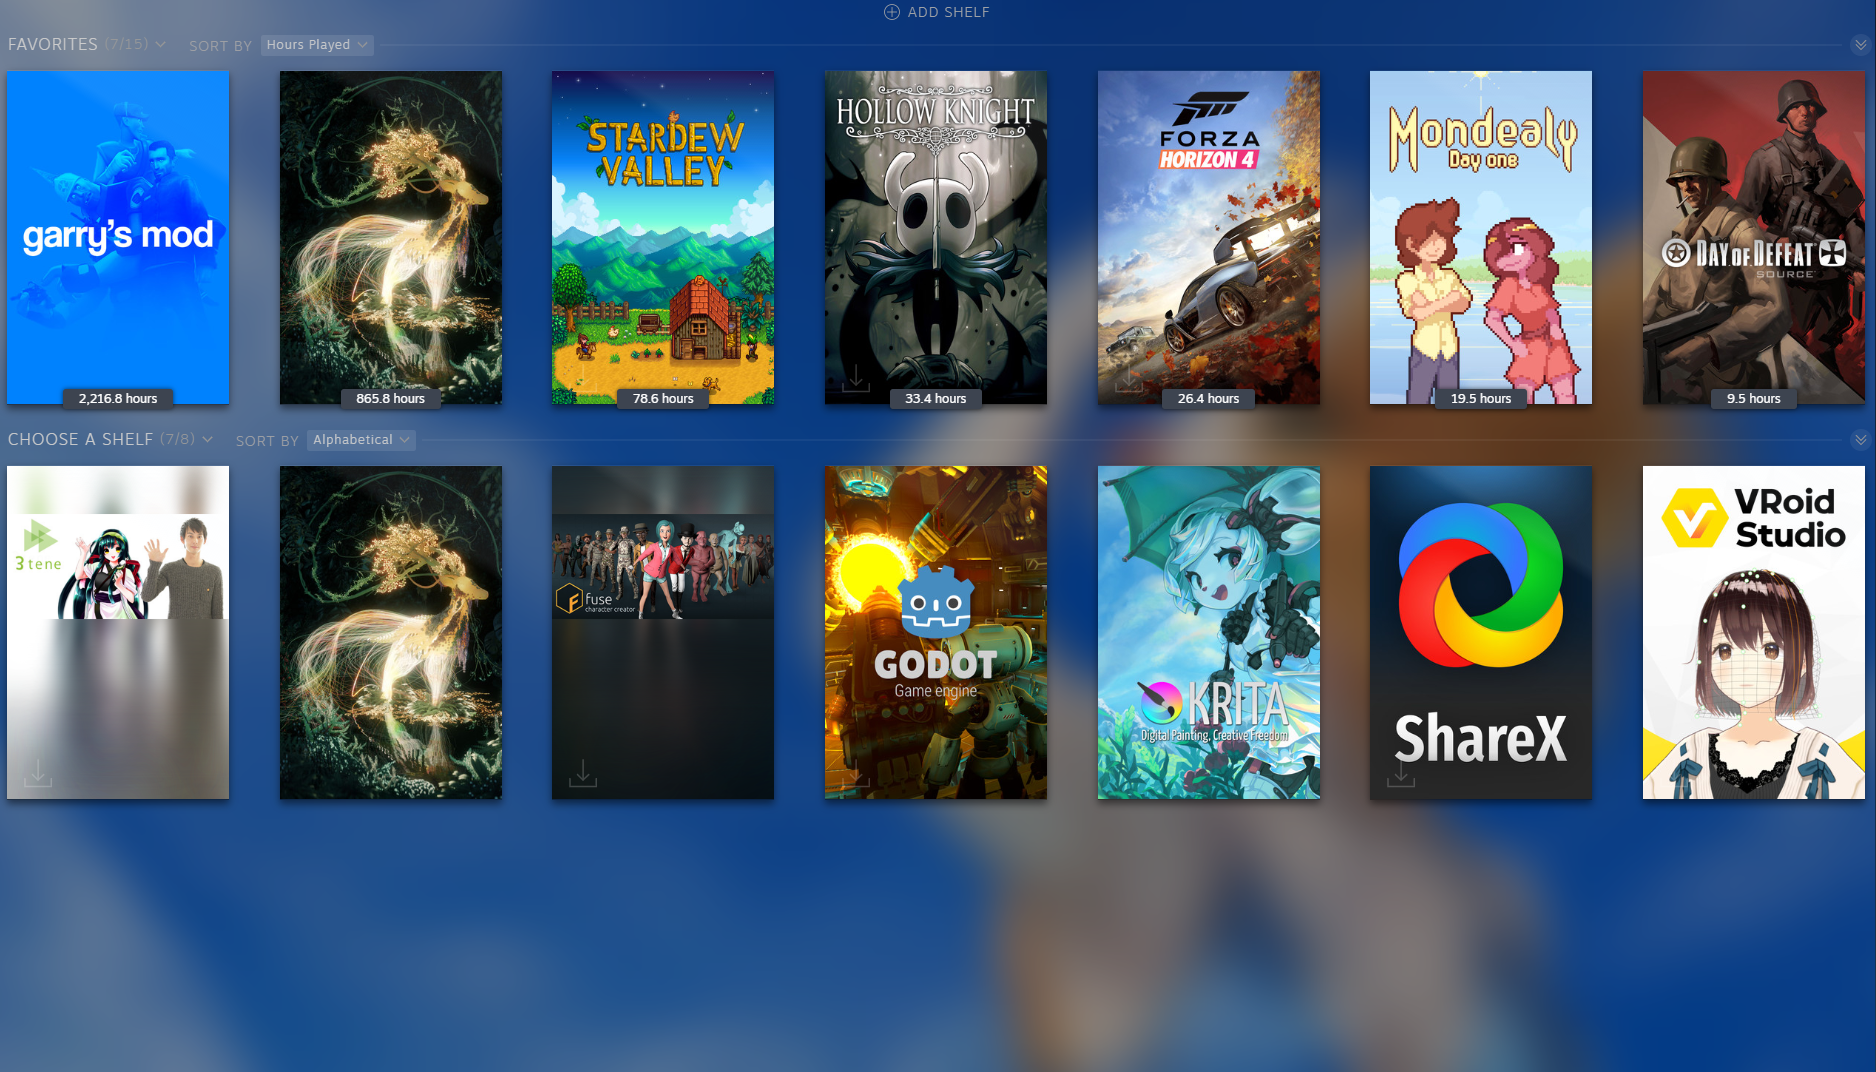 ADD SHELF
FAVORITES (7/15)
SORT BY Hours Played
garry's mod
2,216.8 hours
865.8 hours
STARDEW
VALLEY
78.6 hours
HOLLOW KNIGHT
33.4 hours
FORZA
HORIZON 4
26.4 hours
Mondealy
Day one
19.5 hours
DAY OF DEFEAT
SOURCE
9.5 hours
CHOOSE A SHELF (7/8)
SORT BY Alphabetical
3tene
fuse
character creator
GODOT
Game engine
KRITA
Digital Painting, Creative Freedom
ShareX
VRoid
Studio